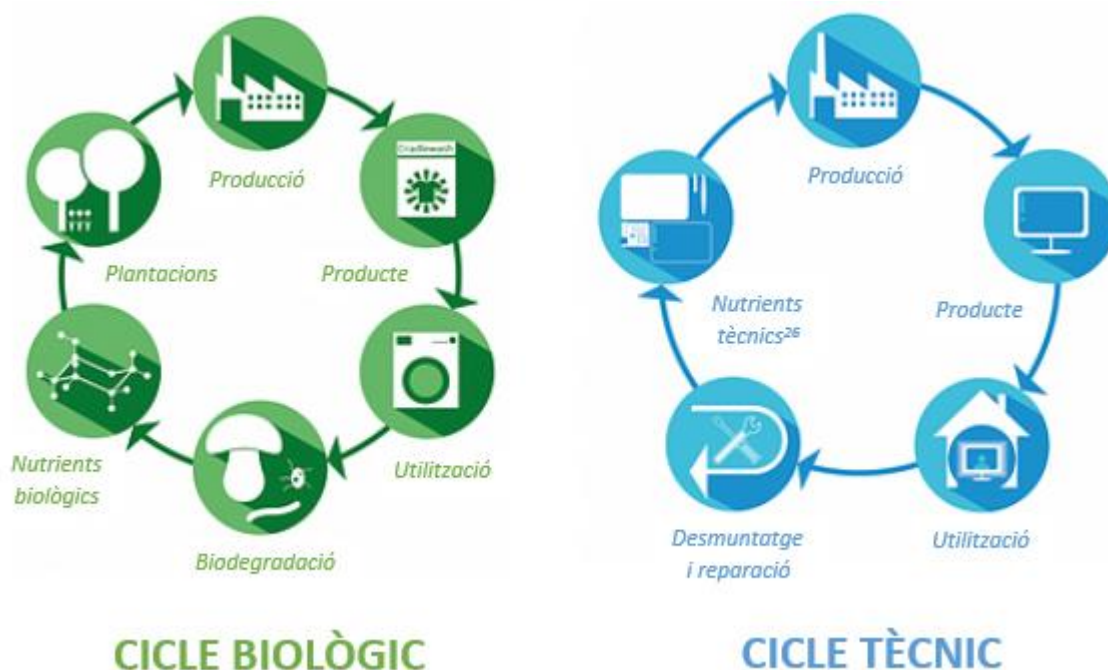 Producció
Producte
Utilització
Biodegradació
Nutrients
biològics
Plantacions
CICLE BIOLÒGIC
Producció
Producte
Utilització
Desmuntatge
i reparació
Nutrients
tècnics²⁶
CICLE TÈCNIC